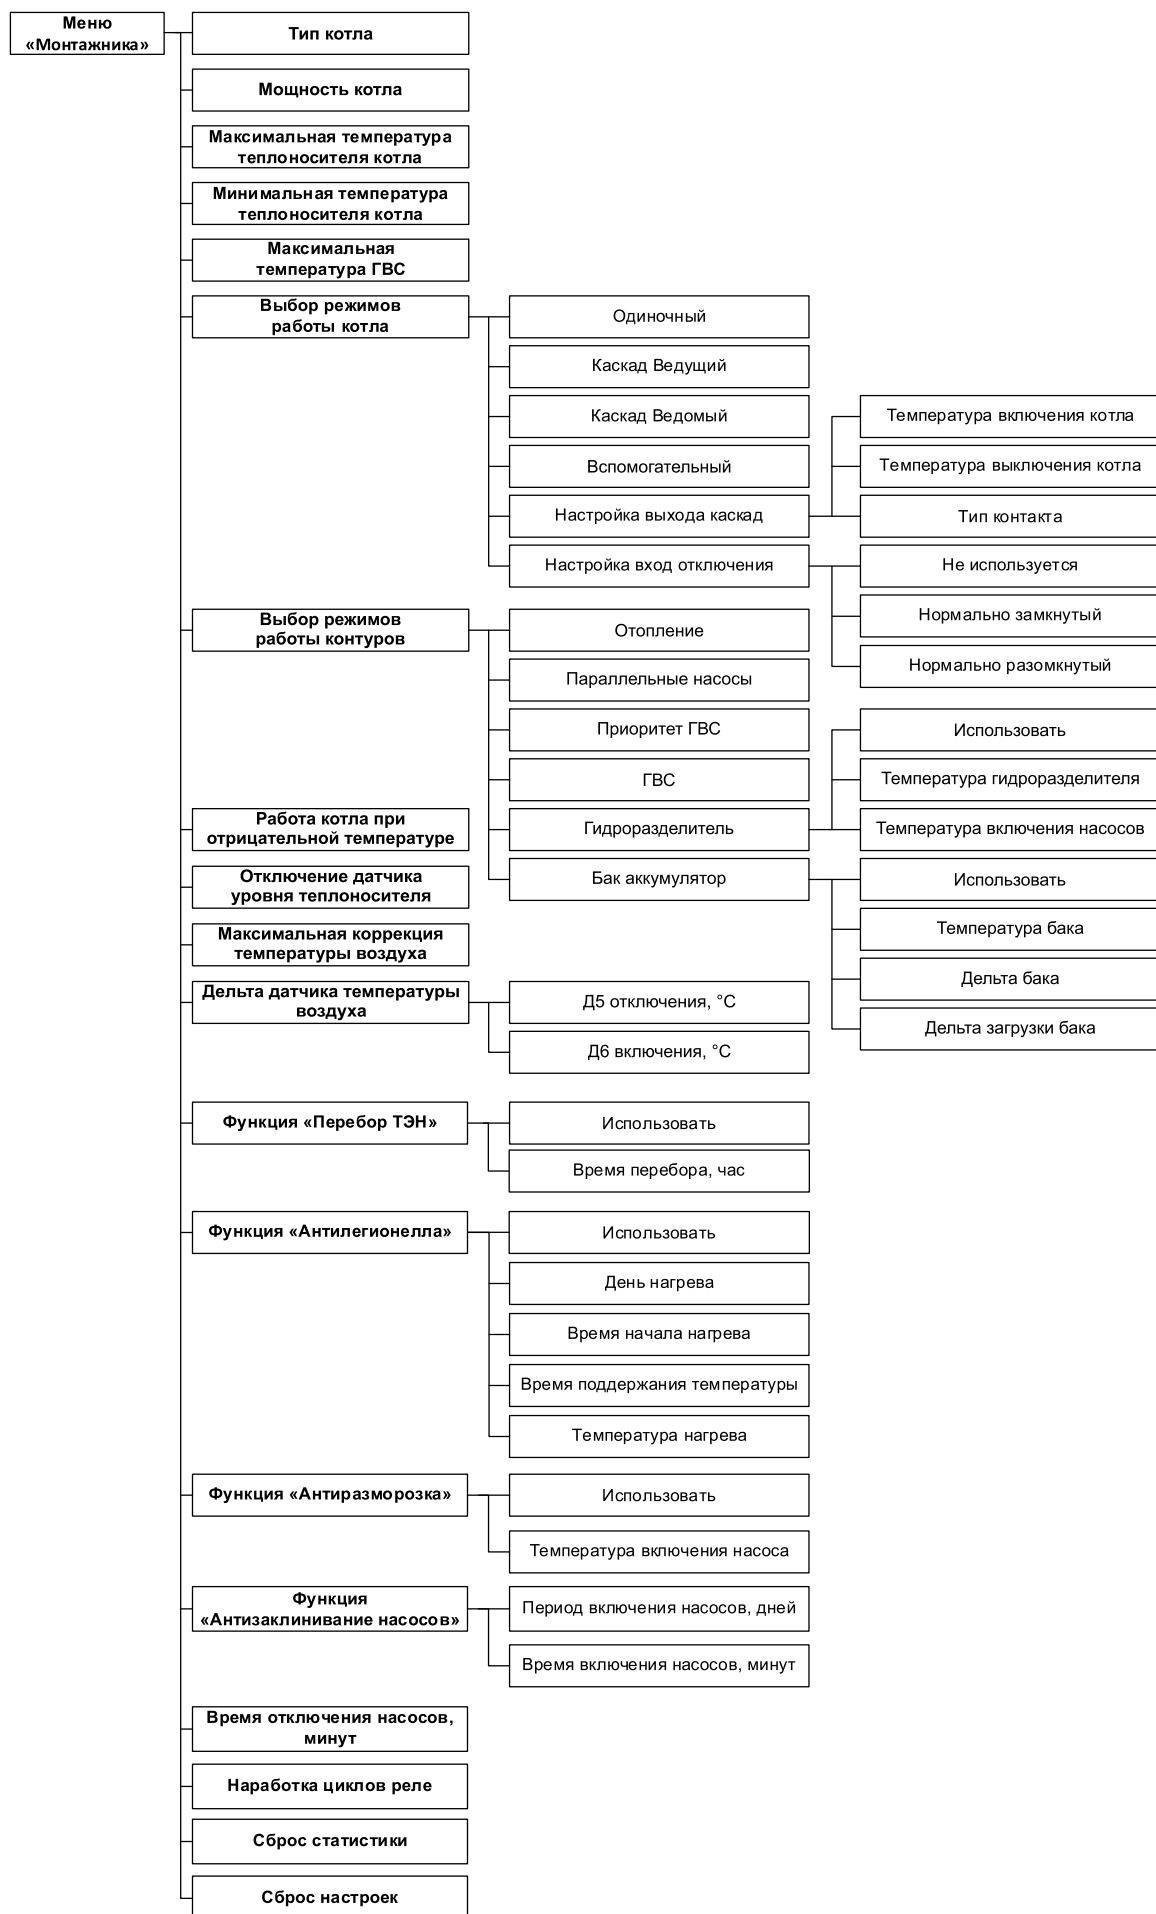 Меню
«Монтажника»
Тип котла
Мощность котла
Максимальная температура
теплоносителя котла
Минимальная температура
теплоносителя котла
Максимальная
температура ГВС
Выбор режимов
работы котла
Одиночный
Каскад Ведущий
Каскад Ведомый
Вспомогательный
Настройка выхода каскад
Температура включения котла
Температура выключения котла
Тип контакта
Настройка вход отключения
Не используется
Нормально замкнутый
Нормально разомкнутый
Выбор режимов
работы контуров
Отопление
Параллельные насосы
Приоритет ГВС
ГВС
Гидроразделитель
Использовать
Температура гидроразделителя
Температура включения насосов
Бак аккумулятор
Использовать
Температура бака
Дельта бака
Дельта загрузки бака
Работа котла при
отрицательной температуре
Отключение датчика
уровня теплоносителя
Максимальная коррекция
температуры воздуха
Дельта датчика температуры
воздуха
Д5 отключения, °С
Д6 включения, °С
Функция «Перебор ТЭН»
Использовать
Время перебора, час
Функция «Антилегионелла»
Использовать
День нагрева
Время начала нагрева
Время поддержания температуры
Температура нагрева
Функция «Антиразморозка»
Использовать
Температура включения насоса
Функция
«Антизаклинивание насосов»
Период включения насосов, дней
Время включения насосов, минут
Время отключения насосов,
минут
Наработка циклов реле
Сброс статистики
Сброс настроек